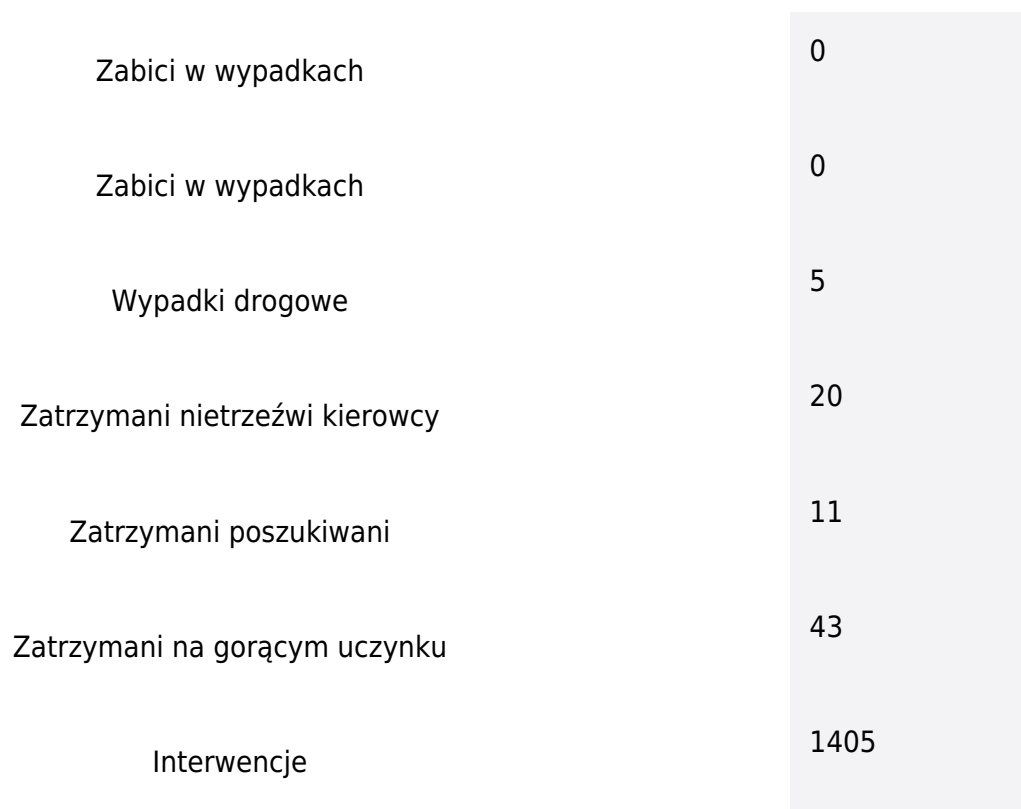 Zabici w wypadkach 0
Zabici w wypadkach 0
Wypadki drogowe 5
Zatrzymani nietrzeźwi kierowcy 20
Zatrzymani poszukiwani 11
Zatrzymani na gorącym uczynku 43
Interwencje 1405